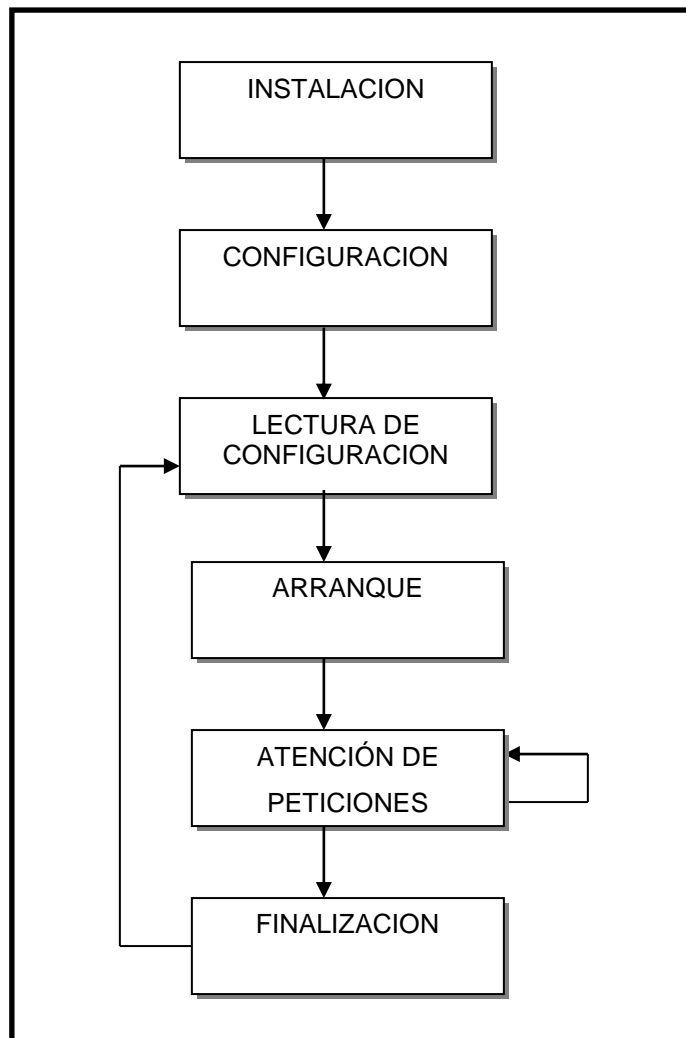 INSTALACION
CONFIGURACION
LECTURA DE
CONFIGURACION
ARRANQUE
ATENCIÓN DE
PETICIONES
FINALIZACION